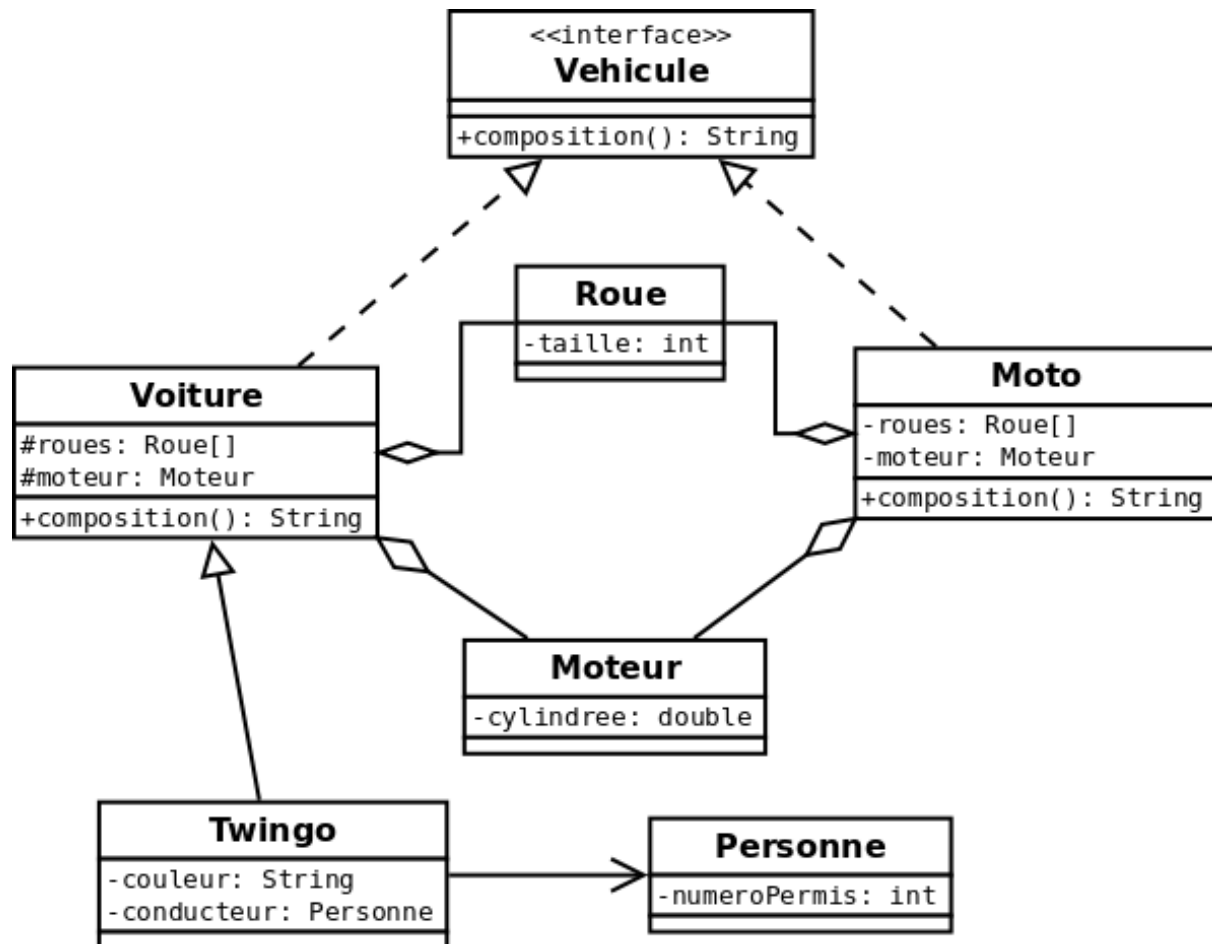 <<interface>>
Vehicule
+composition(): String
Roue
-taille: int
Voiture
#roues: Roue[]
#moteur: Moteur
+composition(): String
Moto
-roues: Roue[]
-moteur: Moteur
+composition(): String
Moteur
-cylindree: double
Twingo
-couleur: String
-conducteur: Personne
Personne
-numeroPermis: int